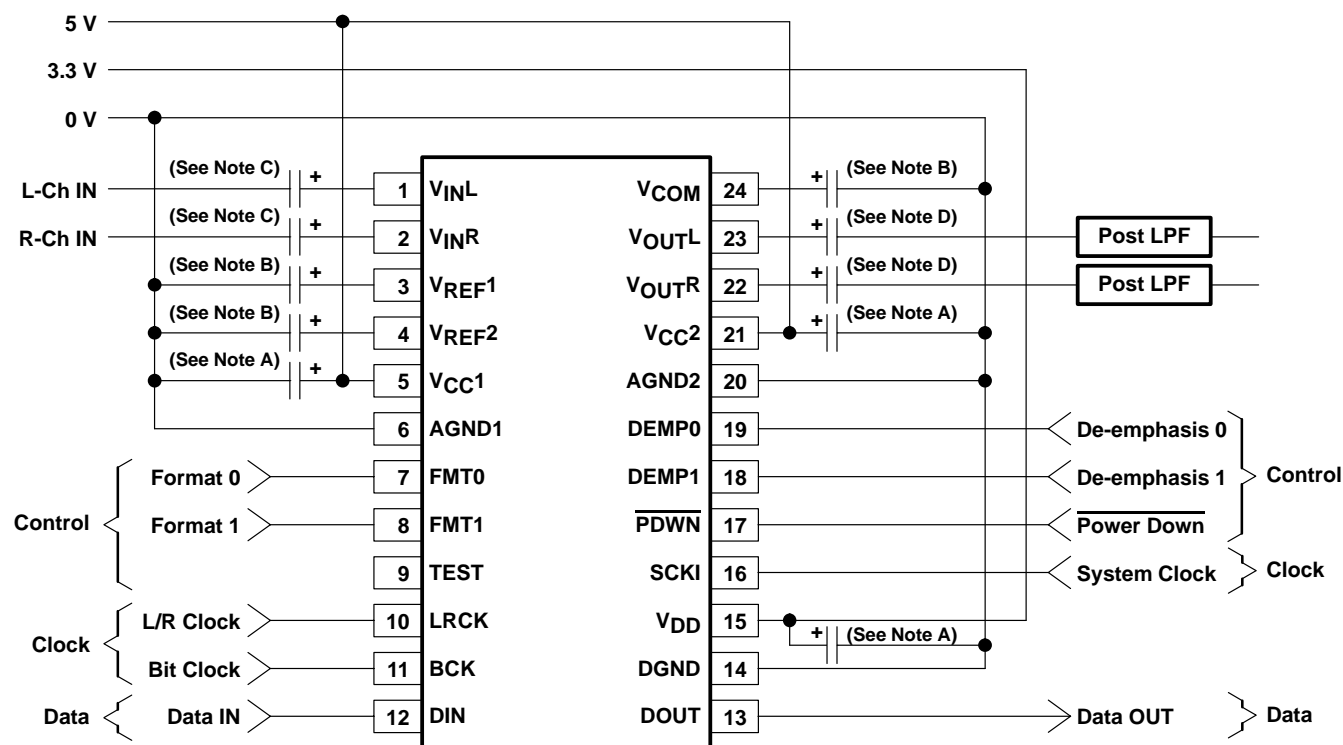 5 V
3.3 V
0 V
(See Note C) + 1 VINL VCOM 24 + (See Note B)
L-Ch IN
(See Note C) + 2 VINR VOUTL 23 + (See Note D) Post LPF
R-Ch IN
(See Note B) + 3 VREF1 VOUTR 22 + (See Note D) Post LPF
(See Note B) + 4 VREF2 VCC2 21 + (See Note A)
(See Note A) + 5 VCC1 AGND2 20
6 AGND1 DEMP0 19 De-emphasis 0
Format 0 7 FMT0 DEMP1 18 De-emphasis 1 Control
Control Format 1 8 FMT1 PDWN 17 Power Down
9 TEST SCKI 16 System Clock Clock
L/R Clock 10 LRCK VDD 15
Clock + (See Note A)
Bit Clock 11 BCK DGND 14
Data Data IN 12 DIN DOUT 13 Data OUT Data